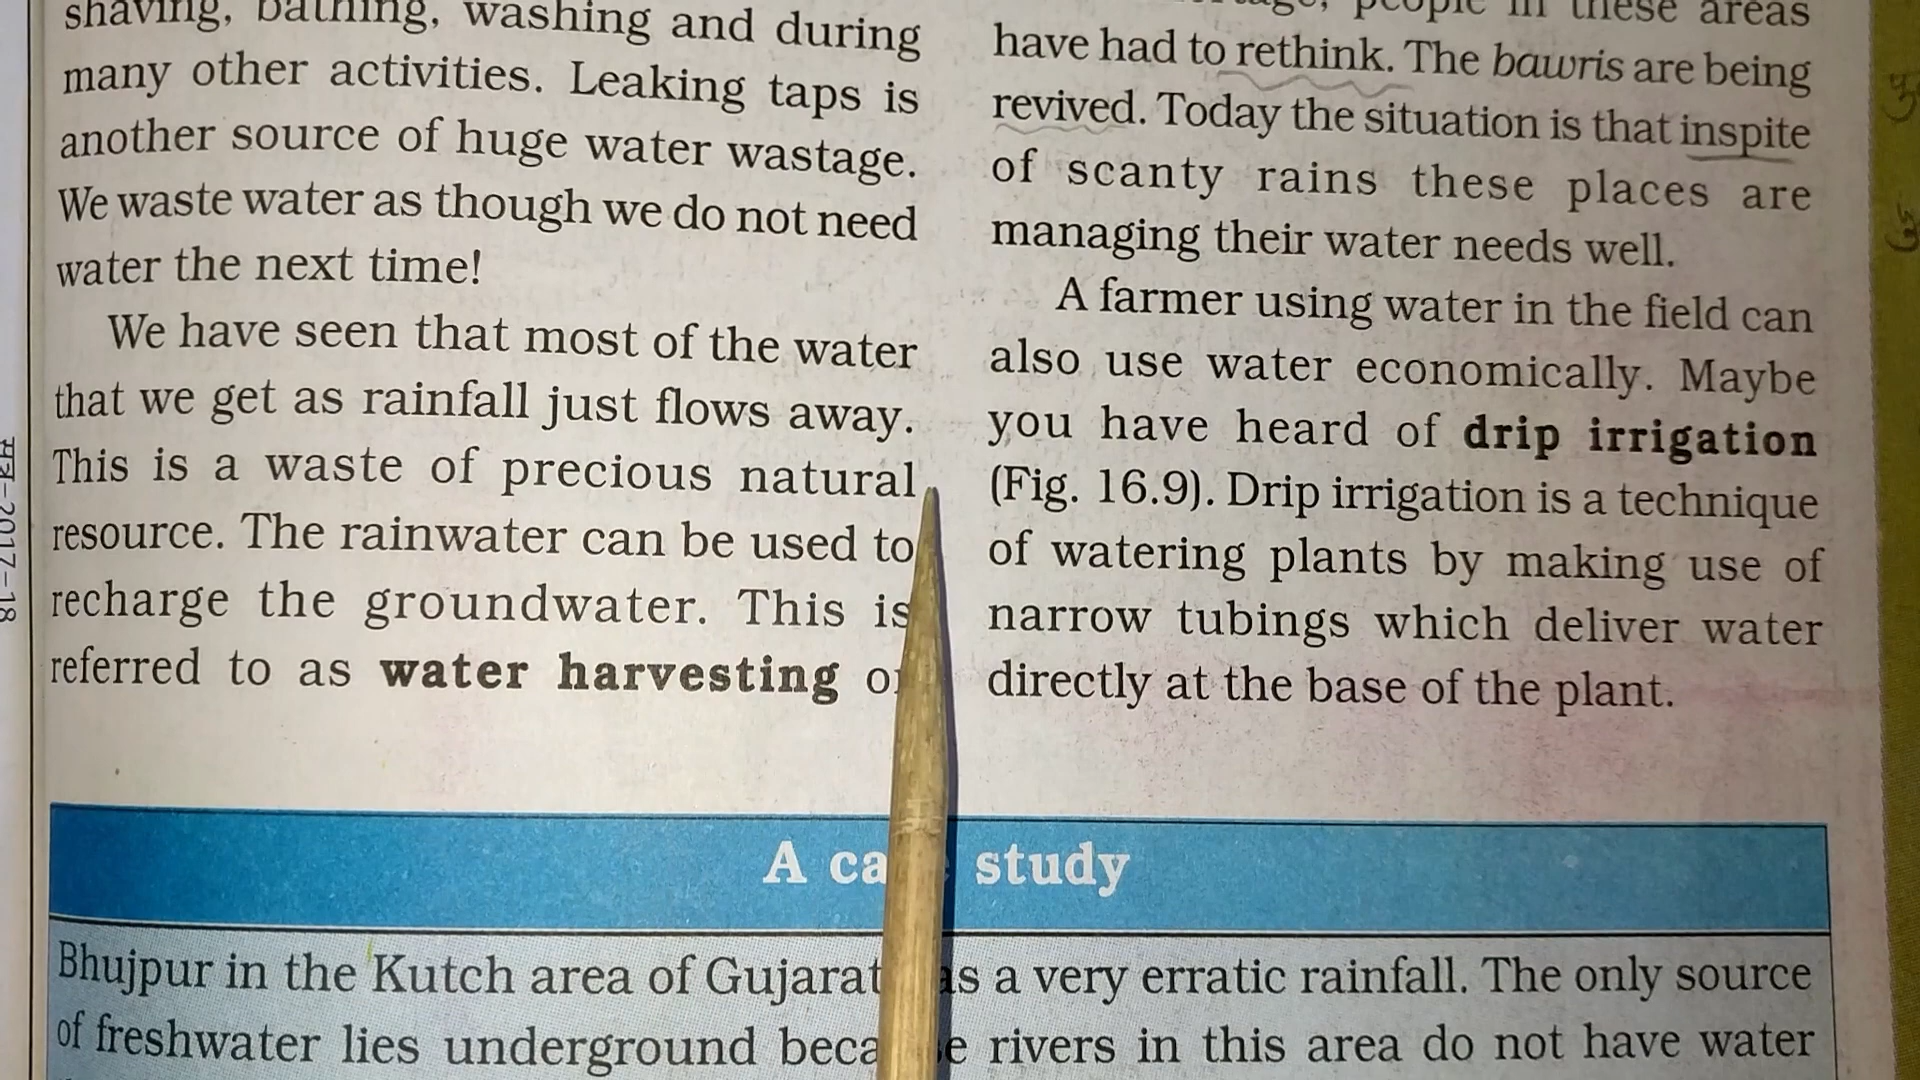 shaving, bathing, washing and during
many other activities. Leaking taps is
another source of huge water wastage.
We waste water as though we do not need
water the next time!
We have seen that most of the water
that we get as rainfall just flows away.
This is a waste of precious natural
resource. The rainwater can be used to
recharge the groundwater. This is
referred to as water harvesting
people in these areas
have had to rethink. The bawris are being
revived. Today the situation is that inspite
of scanty rains these places are
managing their water needs well.
A farmer using water in the field can
also use water economically. Maybe
you have heard of drip irrigation
(Fig. 16.9). Drip irrigation is a technique
of watering plants by making use of
narrow tubings which deliver water
directly at the base of the plant.
A study
Bhujpur in the Kutch area of Gujarat a very erratic rainfall. The only source
of freshwater lies underground rivers in this area do not have water
2017-18